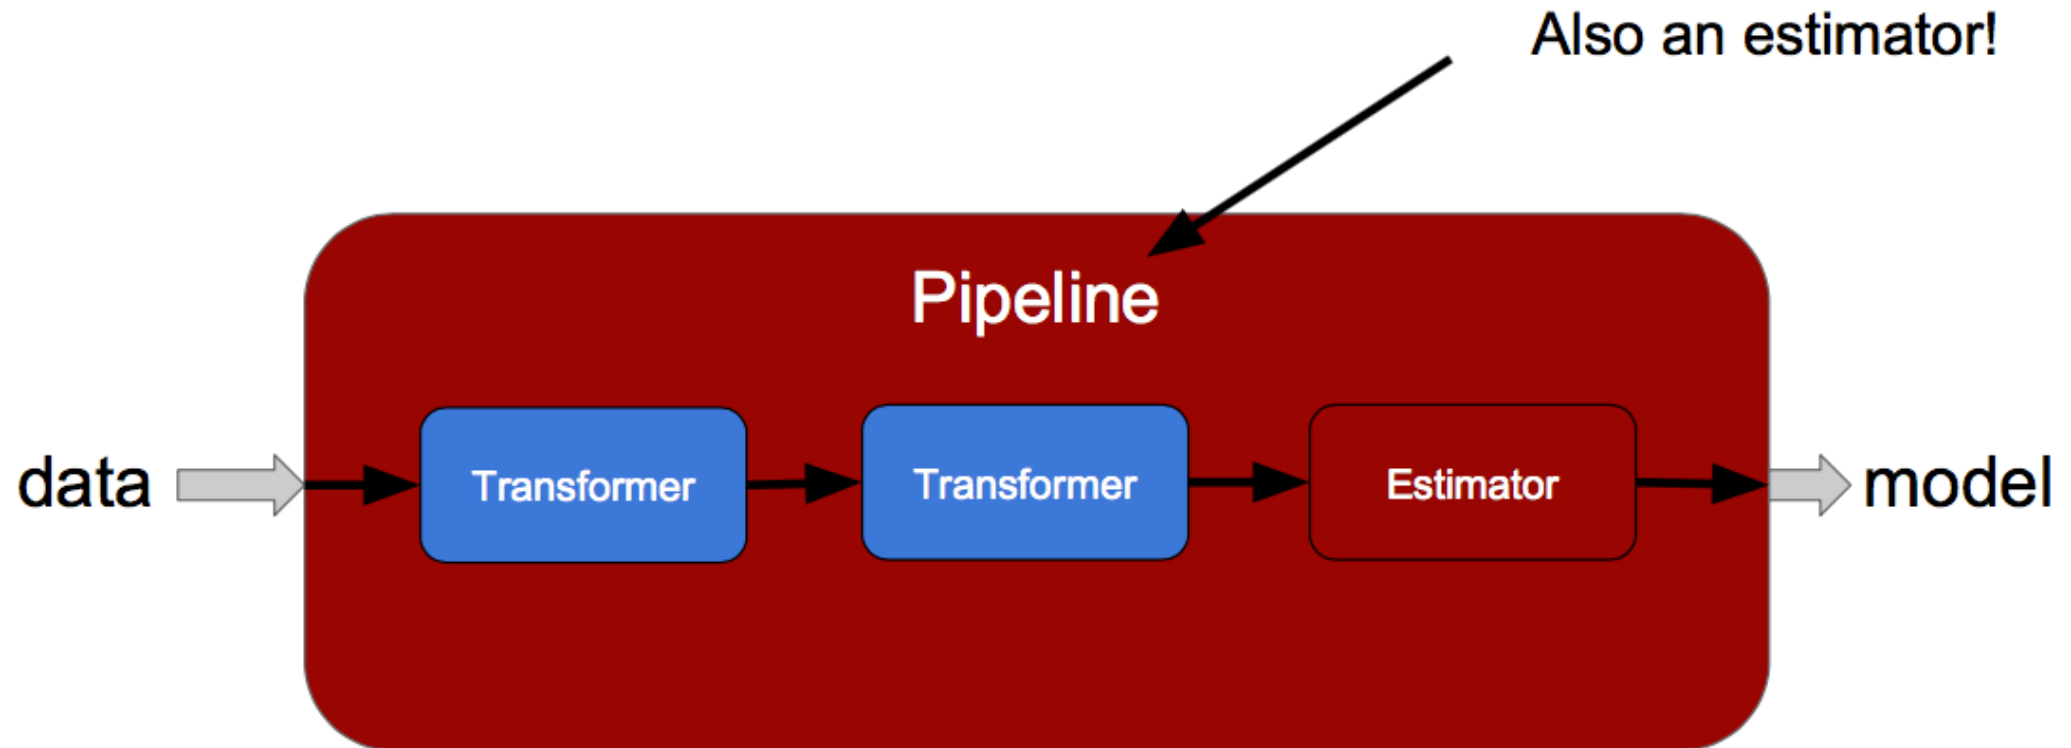 Also an estimator!
Pipeline
data
Transformer
Transformer
Estimator
model